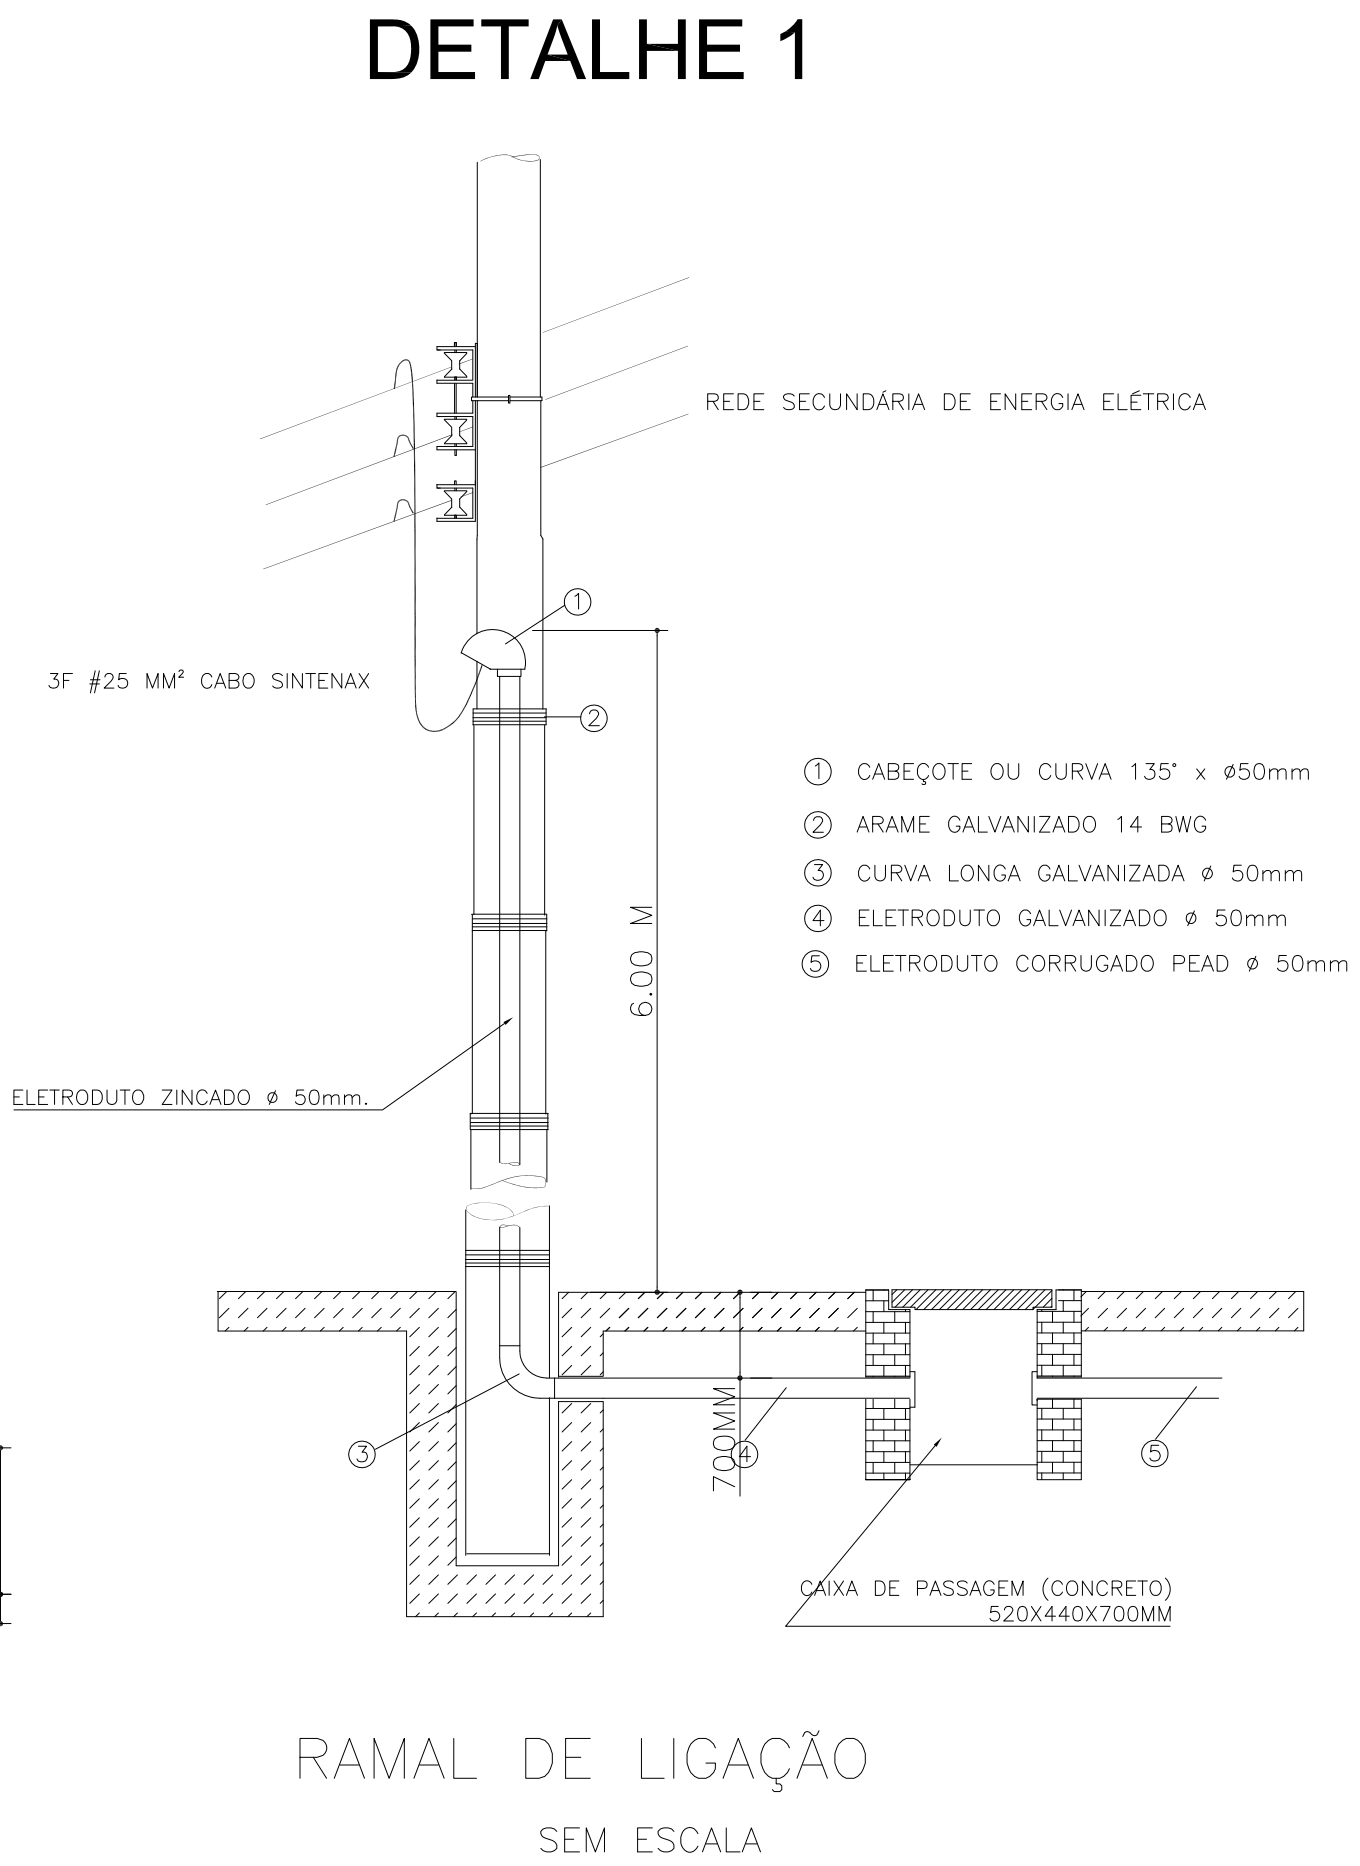 DETALHE 1
REDE SECUNDÁRIA DE ENERGIA ELÉTRICA
1
3F #25 MM² CABO SINTENAX
2
1 CABEÇOTE OU CURVA 135° x ø50mm
2 ARAME GALVANIZADO 14 BWG
3 CURVA LONGA GALVANIZADA ø 50mm
4 ELETRODUTO GALVANIZADO ø 50mm
5 ELETRODUTO CORRUGADO PEAD ø 50mm
6.00 M
ELETRODUTO ZINCADO ø 50mm.
700MM
3
4
5
CAIXA DE PASSAGEM (CONCRETO)
520X440X700MM
RAMAL DE LIGAÇÃO
SEM ESCALA